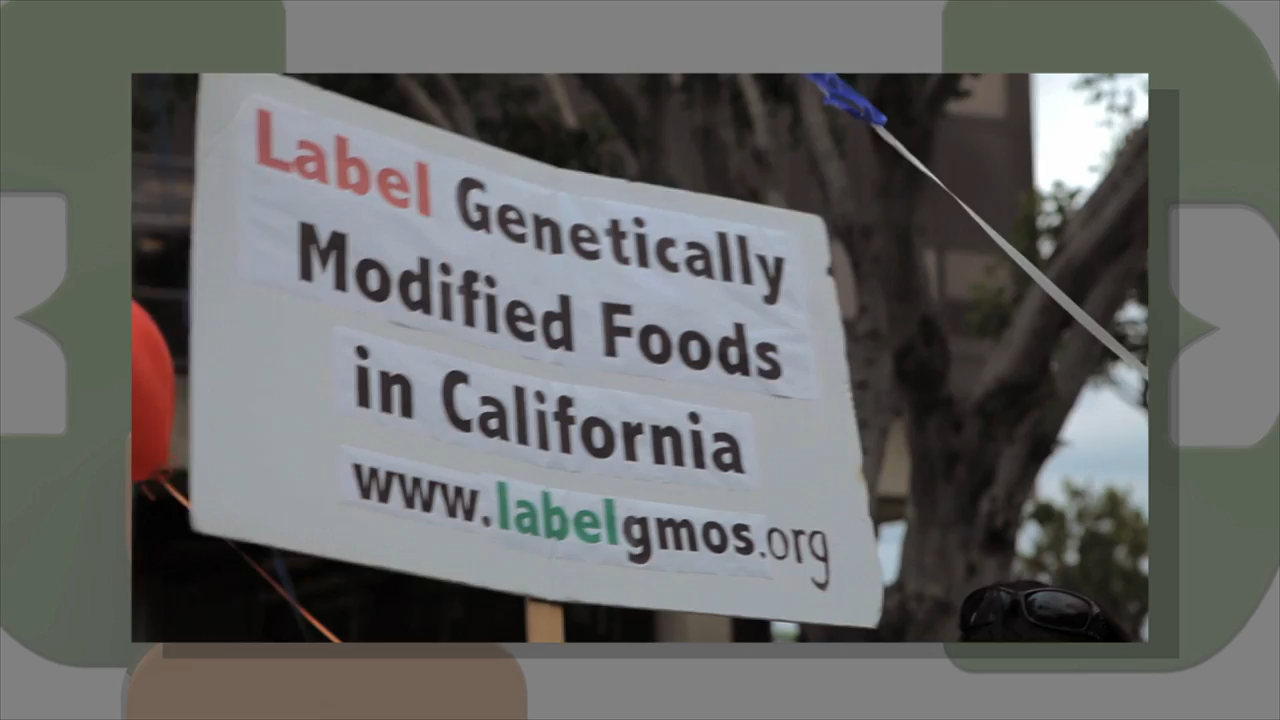 Label Genetically
Modified Foods
in California
www.labelgmos.org